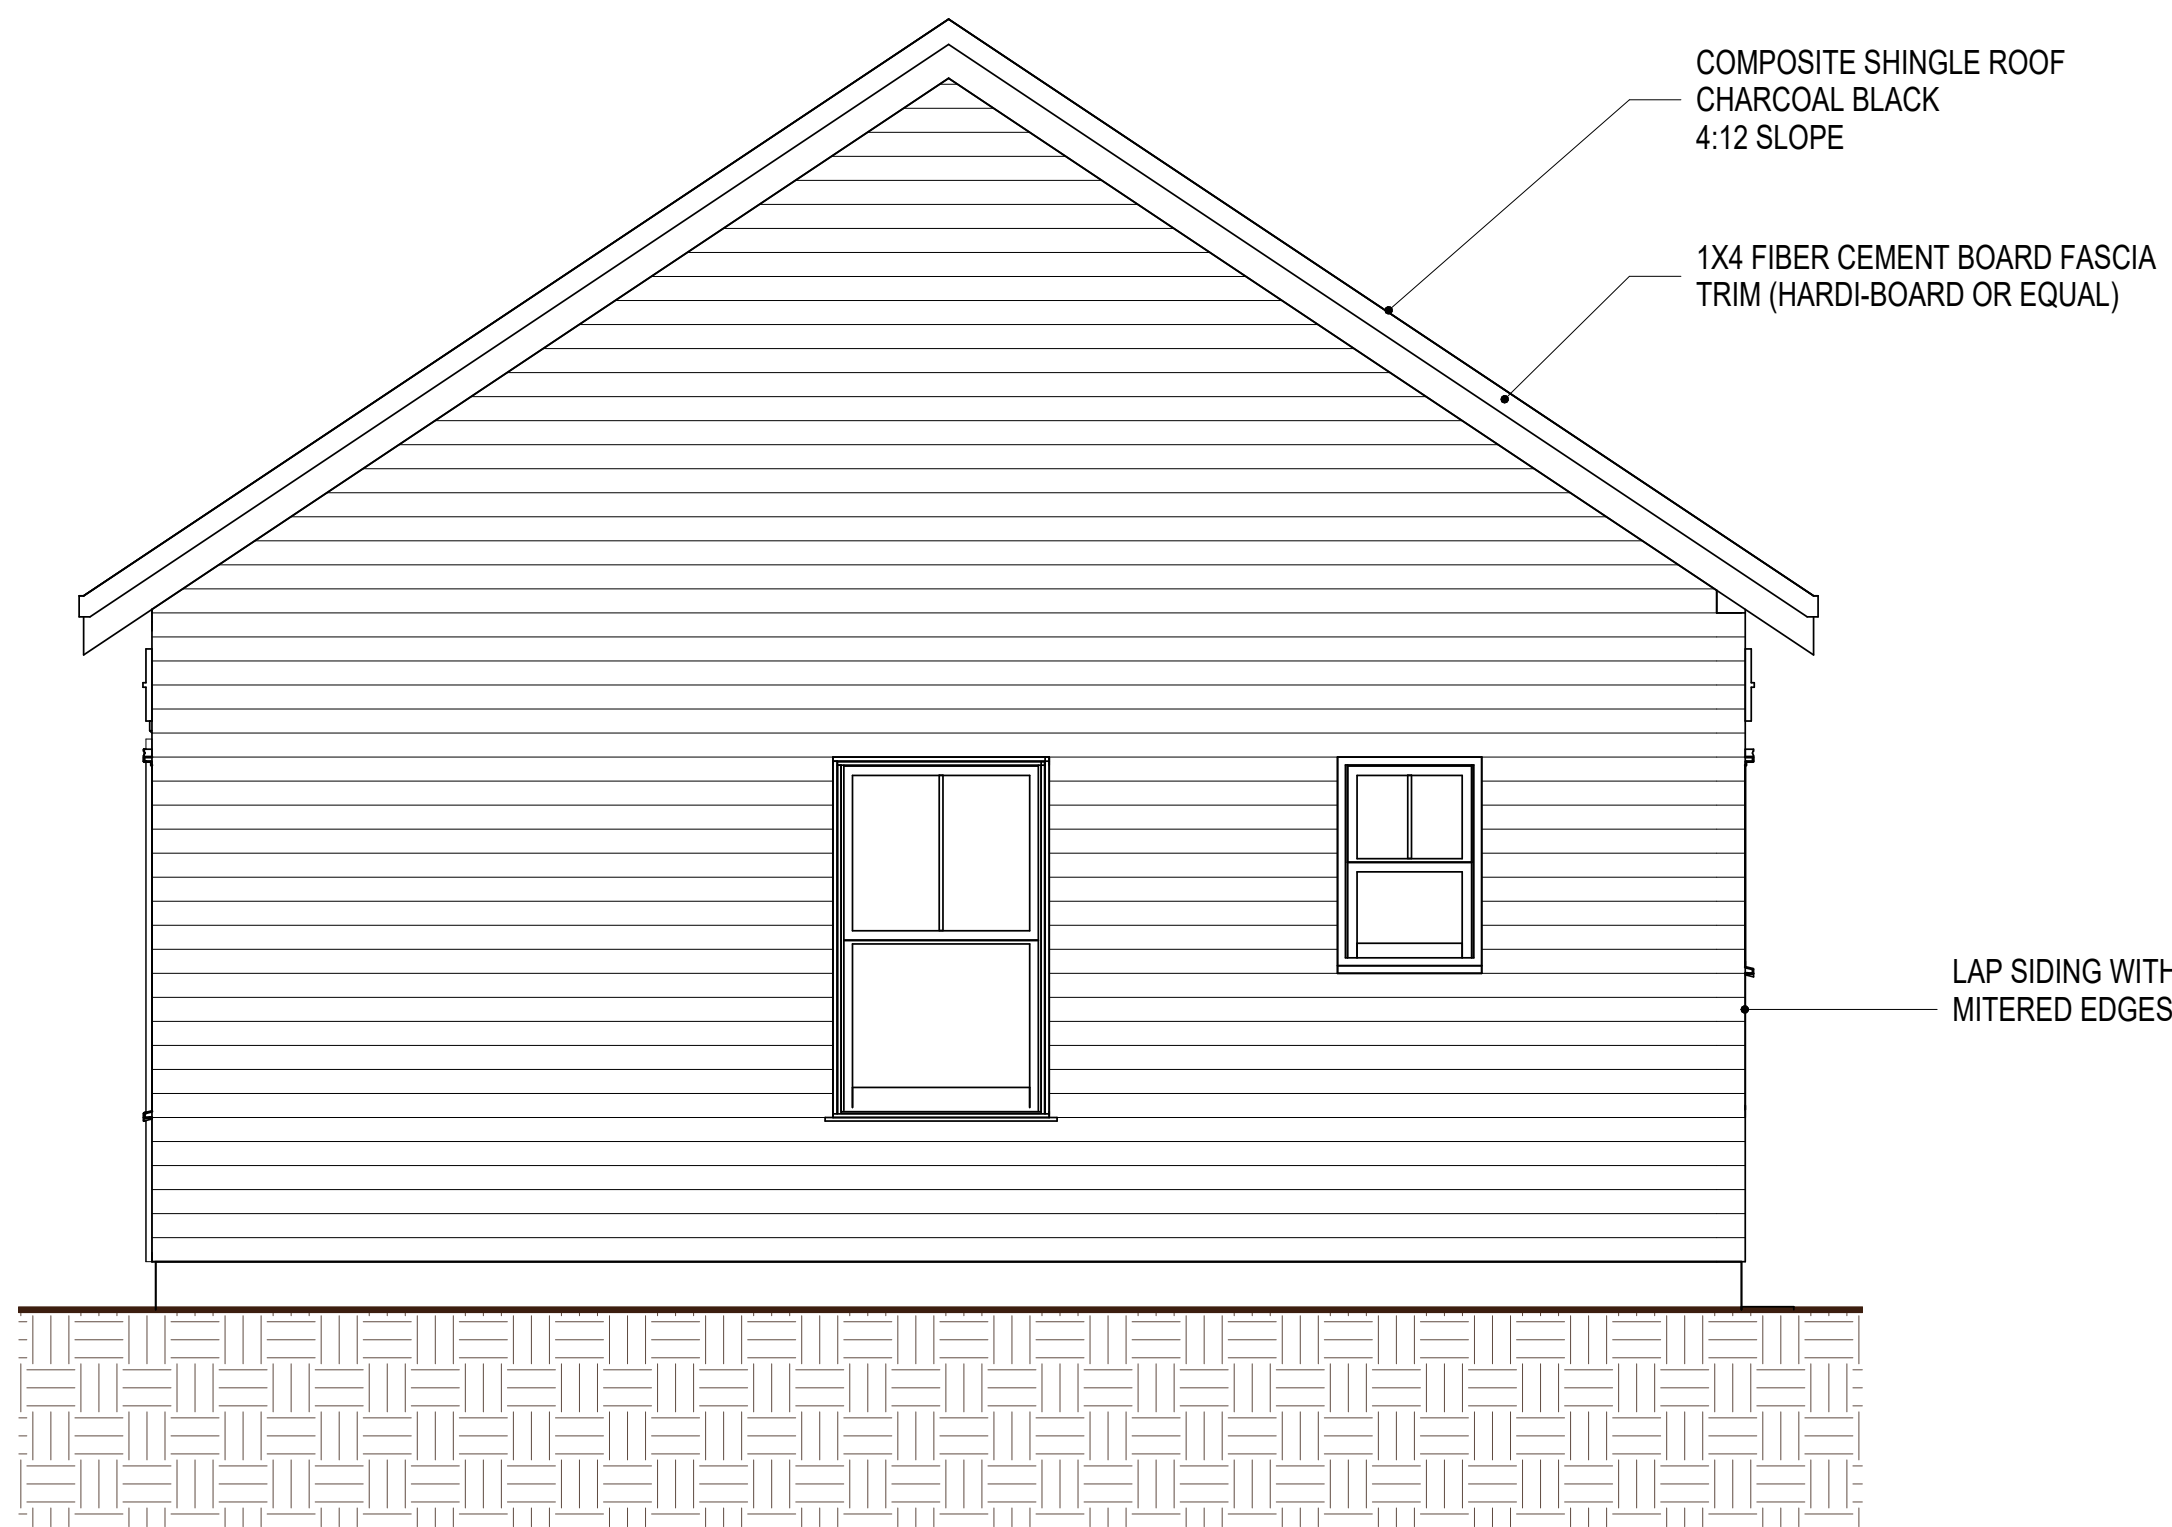 COMPOSITE SHINGLE ROOF
CHARCOAL BLACK
4:12 SLOPE
1X4 FIBER CEMENT BOARD FASCIA
TRIM (HARDI-BOARD OR EQUAL)
LAP SIDING WITH
MITERED EDGES